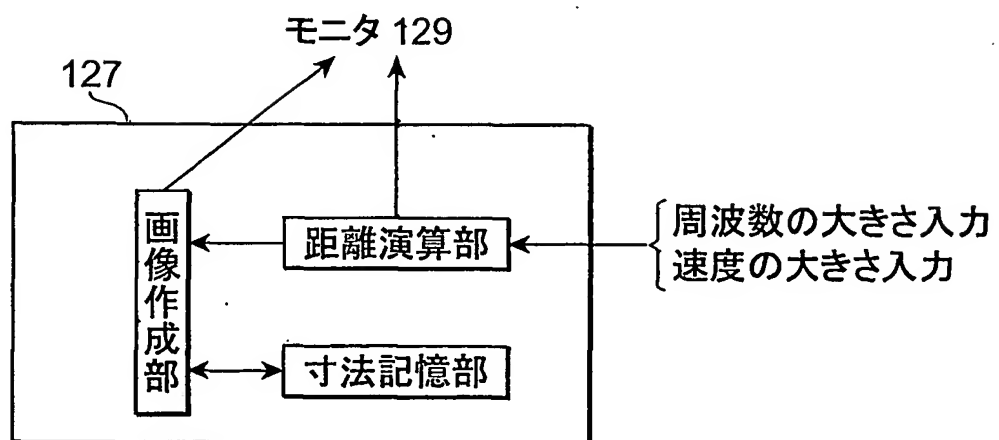 モニタ 129
127
画像作成部
距離演算部
周波数の大きさ入力
速度の大きさ入力
寸法記憶部